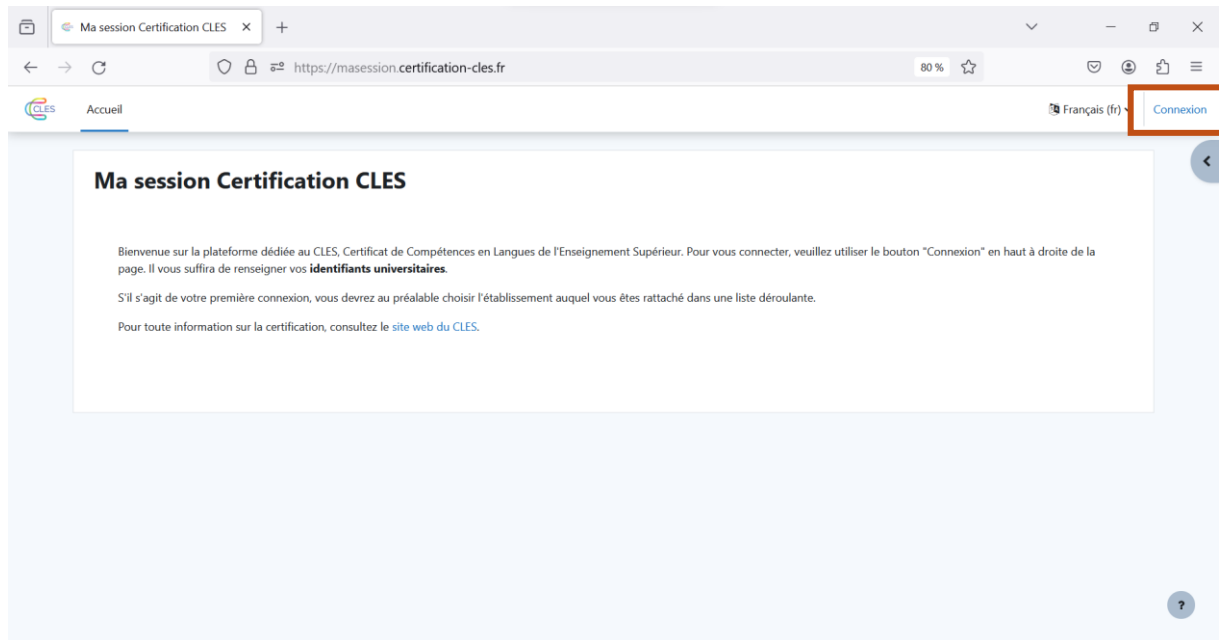 Ma session Certification CLES
https://masession.certification-cles.fr
80 %
CLES
Accueil
Français (fr)
Connexion
Ma session Certification CLES
Bienvenue sur la plateforme dédiée au CLES, Certificat de Compétences en Langues de l'Enseignement Supérieur. Pour vous connecter, veuillez utiliser le bouton "Connexion" en haut à droite de la
page. Il vous suffira de renseigner vos identifiants universitaires.
S'il s'agit de votre première connexion, vous devrez au préalable choisir l'établissement auquel vous êtes rattaché dans une liste déroulante.
Pour toute information sur la certification, consultez le site web du CLES.
?